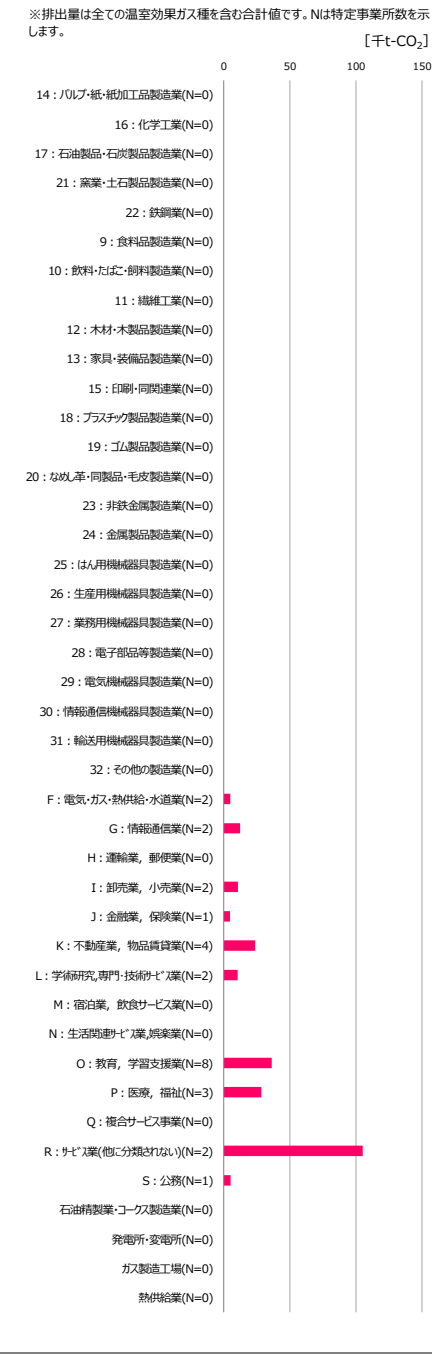 ※排出量は全ての温室効果ガス種を含む合計値です。Nは特定事業所数を示
します。
[千t-CO₂]
0 50 100 150
14：パルプ・紙・紙加工品製造業(N=0)
16：化学工業(N=0)
17：石油製品・石炭製品製造業(N=0)
21：窯業・土石製品製造業(N=0)
22：鉄鋼業(N=0)
9：食料品製造業(N=0)
10：飲料・たばこ・飼料製造業(N=0)
11：繊維工業(N=0)
12：木材・木製品製造業(N=0)
13：家具・装備品製造業(N=0)
15：印刷・同関連業(N=0)
18：プラスチック製品製造業(N=0)
19：ゴム製品製造業(N=0)
20：なめし革・同製品・毛皮製造業(N=0)
23：非鉄金属製造業(N=0)
24：金属製品製造業(N=0)
25：はん用機械器具製造業(N=0)
26：生産用機械器具製造業(N=0)
27：業務用機械器具製造業(N=0)
28：電子部品等製造業(N=0)
29：電気機械器具製造業(N=0)
30：情報通信機械器具製造業(N=0)
31：輸送用機械器具製造業(N=0)
32：その他の製造業(N=0)
F：電気・ガス・熱供給・水道業(N=2)
G：情報通信業(N=2)
H：運輸業，郵便業(N=0)
I：卸売業，小売業(N=2)
J：金融業，保険業(N=1)
K：不動産業，物品賃貸業(N=4)
L：学術研究,専門・技術ｻｰﾋﾞｽ業(N=2)
M：宿泊業，飲食サービス業(N=0)
N：生活関連ｻｰﾋﾞｽ業,娯楽業(N=0)
O：教育，学習支援業(N=8)
P：医療，福祉(N=3)
Q：複合サービス事業(N=0)
R：ｻｰﾋﾞｽ業(他に分類されない)(N=2)
S：公務(N=1)
石油精製業・コークス製造業(N=0)
発電所・変電所(N=0)
ガス製造工場(N=0)
熱供給業(N=0)